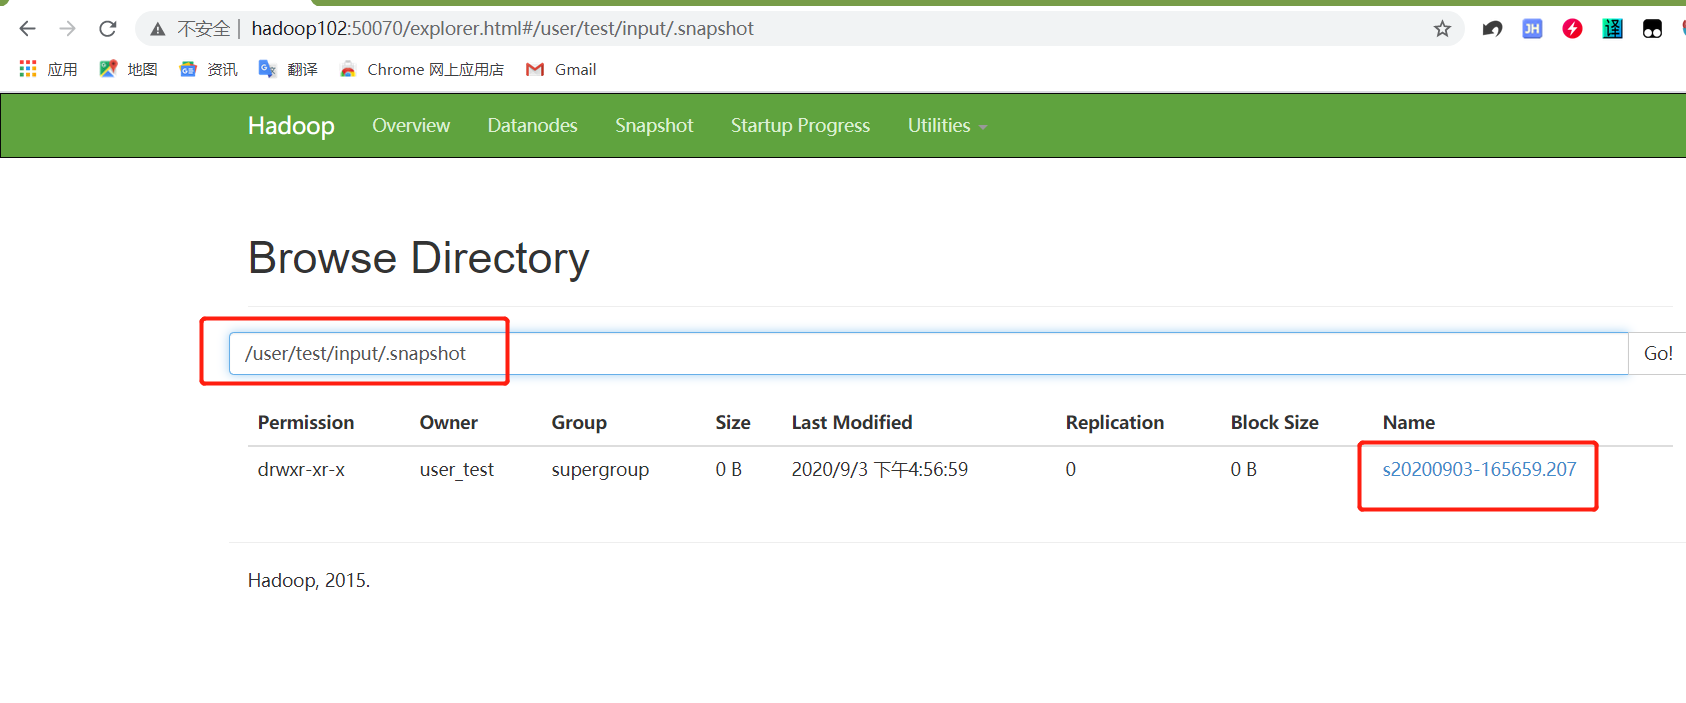 不安全 | hadoop102:50070/explorer.html#/user/test/input/.snapshot
JH 译
应用 地图 资讯 翻译 Chrome 网上应用店 Gmail
Hadoop Overview Datanodes Snapshot Startup Progress Utilities
Browse Directory
/user/test/input/.snapshot Go!
Permission Owner Group Size Last Modified Replication Block Size Name
drwxr-xr-x user_test supergroup 0 B 2020/9/3 下午4:56:59 0 0 B s20200903-165659.207
Hadoop, 2015.